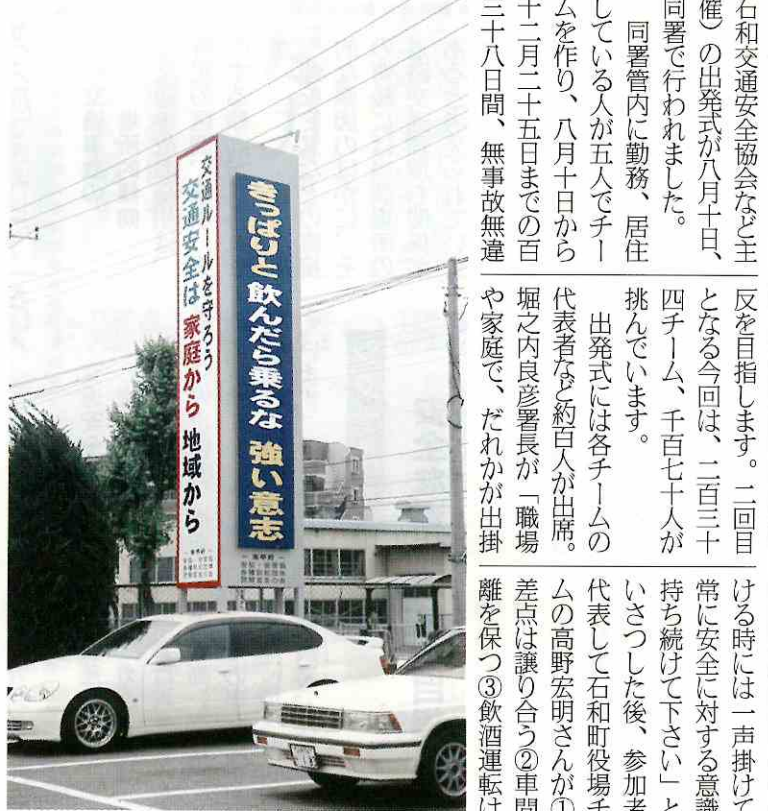 石和交通安全協会など主
催)の出発式が八月十日、
同署で行われました。
同署管内に勤務、居住
している人が五人でチー
ムを作り、八月十日から
十二月二十五日までの百
三十八日間、無事故無違
反を目指します。二回目
となる今回は、二百三十
四チーム、千百七十人が
挑んでいます。
出発式には各チームの
代表者など約百人が出席。
堀之内良彦署長が「職場
や家庭で、だれかが出掛
ける時には一声掛けて
常に安全に対する意識
持ち続けて下さい」と
いさつした後、参加者
代表して石和町役場チ
ムの高野宏明さんが①
差点は譲り合う②車間
離を保つ③飲酒運転は
きっぱりと 飲んだら乗るな 強い意志
交通ルールを守ろう
交通安全は 家庭から 地域から